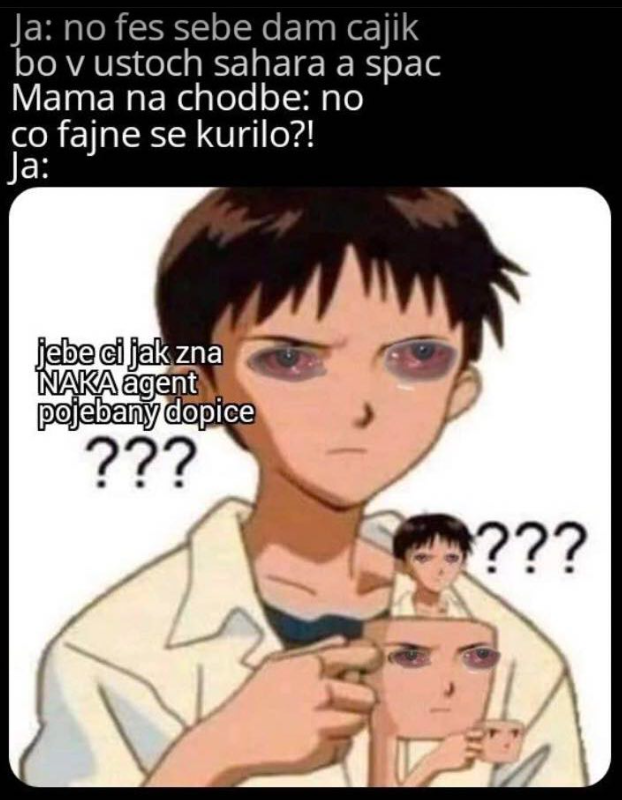 Ja: no fes sebe dam cajik
bo v ustoch sahara a spac
Mama na chodbe: no
co fajne se kurilo?!
Ja:
jebe ci jak zna
NAKA agent
pojebany dopice
???
???